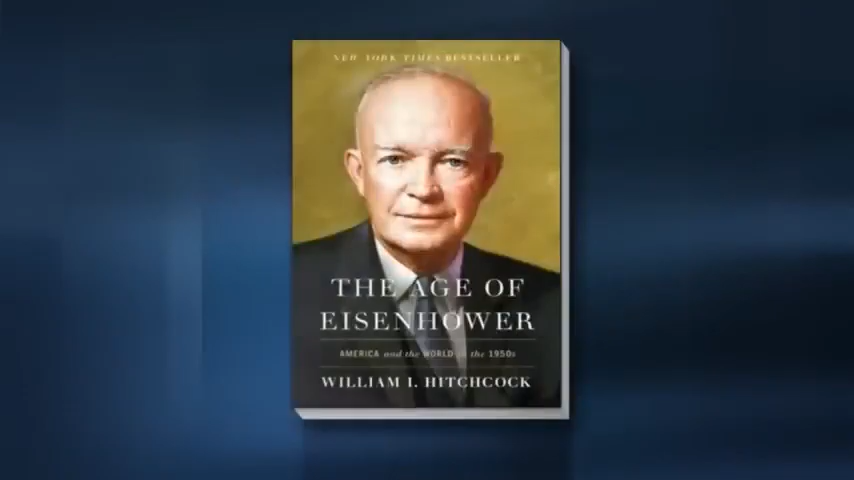 NEW YORK TIMES BESTSELLER
THE AGE OF
EISENHOWER
AMERICA and the WORLD in the 1950s
WILLIAM I. HITCHCOCK